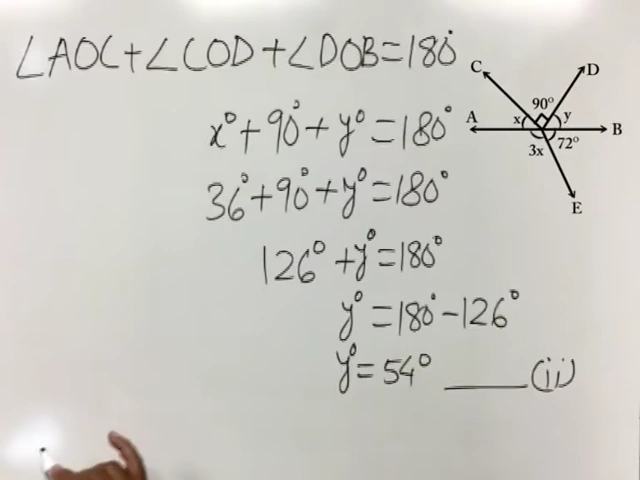 ∠AOC+∠COD+∠DOB=180°
x°+90°+y°=180°
36°+90°+y°=180°
126°+y°=180°
y°=180°-126°
y°=54° ____(ii)
C
D
90°
A
x
y
B
3x
72°
E